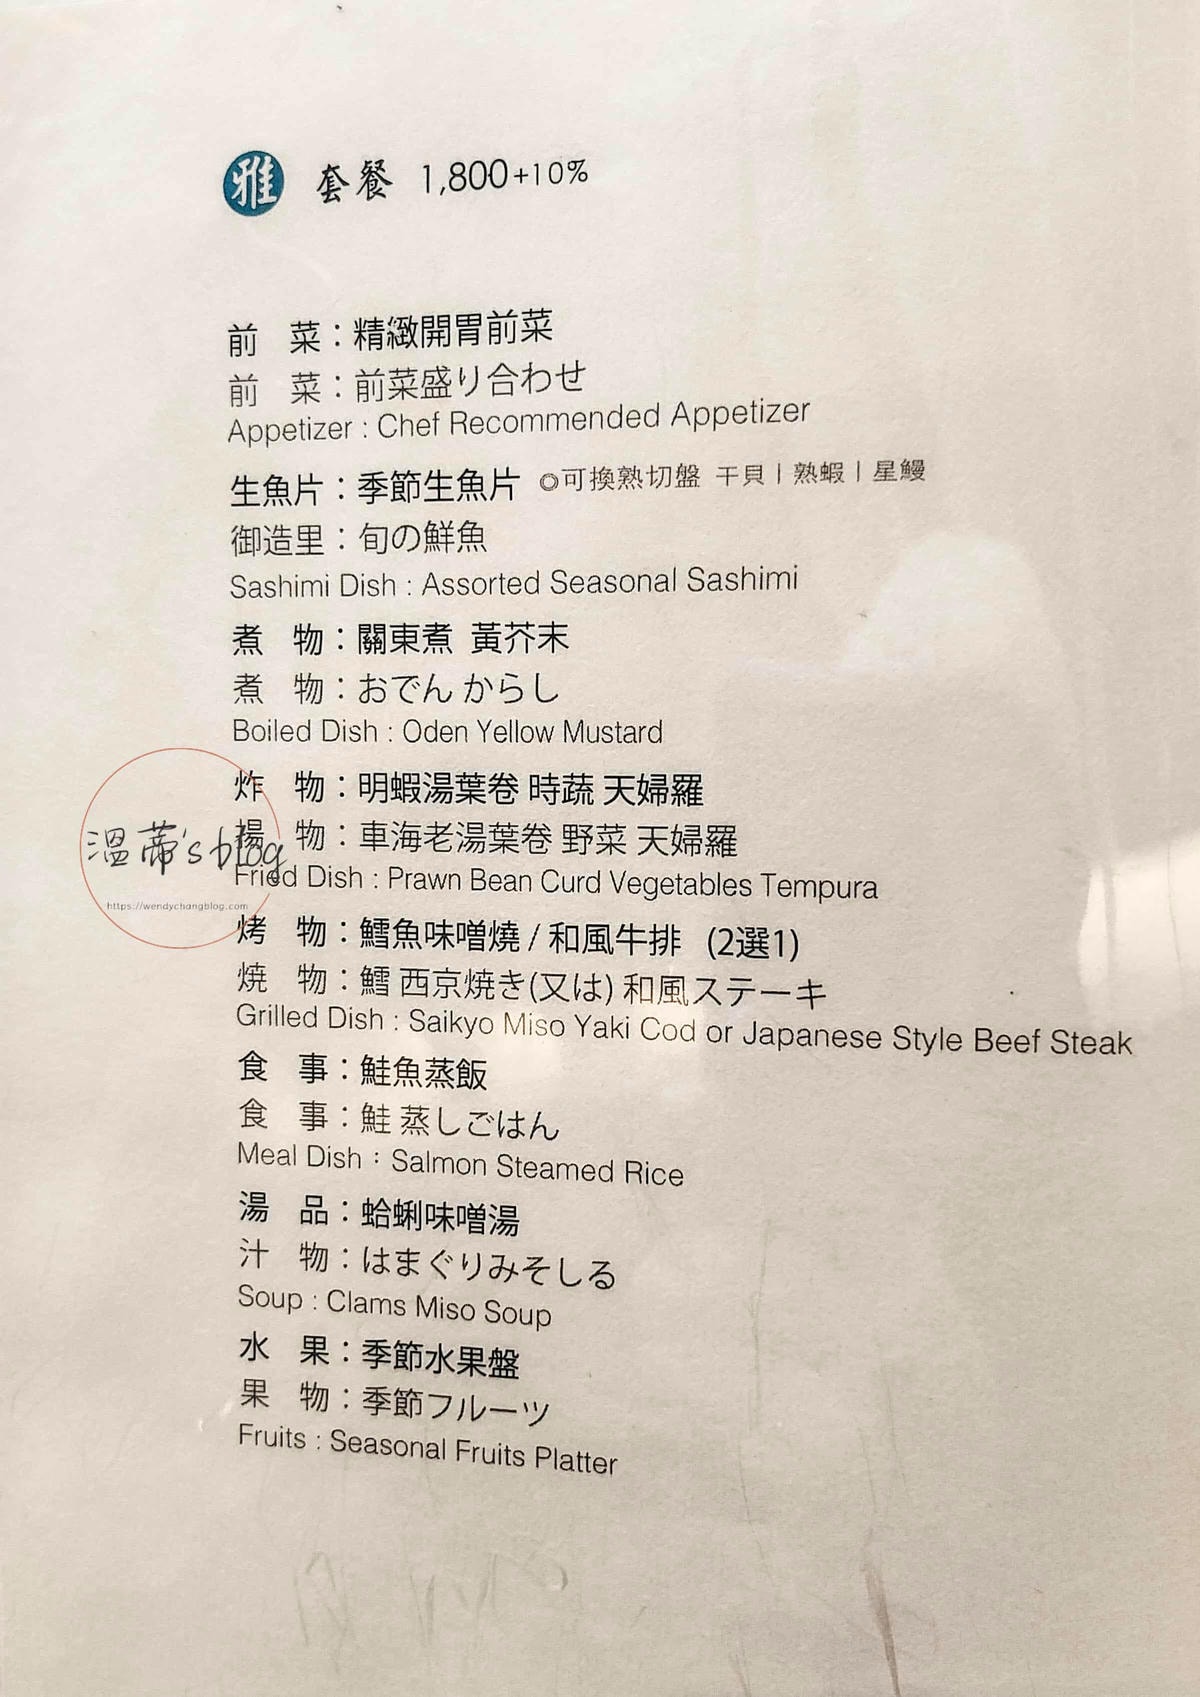 雅 套餐 1,800+10%
前 菜：精緻開胃前菜
前 菜：前菜盛り合わせ
Appetizer : Chef Recommended Appetizer
生魚片：季節生魚片 ◎可換熟切盤 干貝 | 熟蝦 | 星鰻
御造里：旬の鮮魚
Sashimi Dish : Assorted Seasonal Sashimi
煮 物：關東煮 黃芥末
煮 物：おでん からし
Boiled Dish : Oden Yellow Mustard
炸 物：明蝦湯葉卷 時蔬 天婦羅
揚 物：車海老湯葉卷 野菜 天婦羅
溫蒂's blog
Fried Dish : Prawn Bean Curd Vegetables Tempura
https://wendychangblog.com
烤 物：鱈魚味噌燒 / 和風牛排 (2選1)
焼 物：鱈 西京焼き(又は) 和風ステーキ
Grilled Dish : Saikyo Miso Yaki Cod or Japanese Style Beef Steak
食 事：鮭魚蒸飯
食 事：鮭 蒸しごはん
Meal Dish：Salmon Steamed Rice
湯 品：蛤蜊味噌湯
汁 物：はまぐりみそしる
Soup : Clams Miso Soup
水 果：季節水果盤
果 物：季節フルーツ
Fruits : Seasonal Fruits Platter